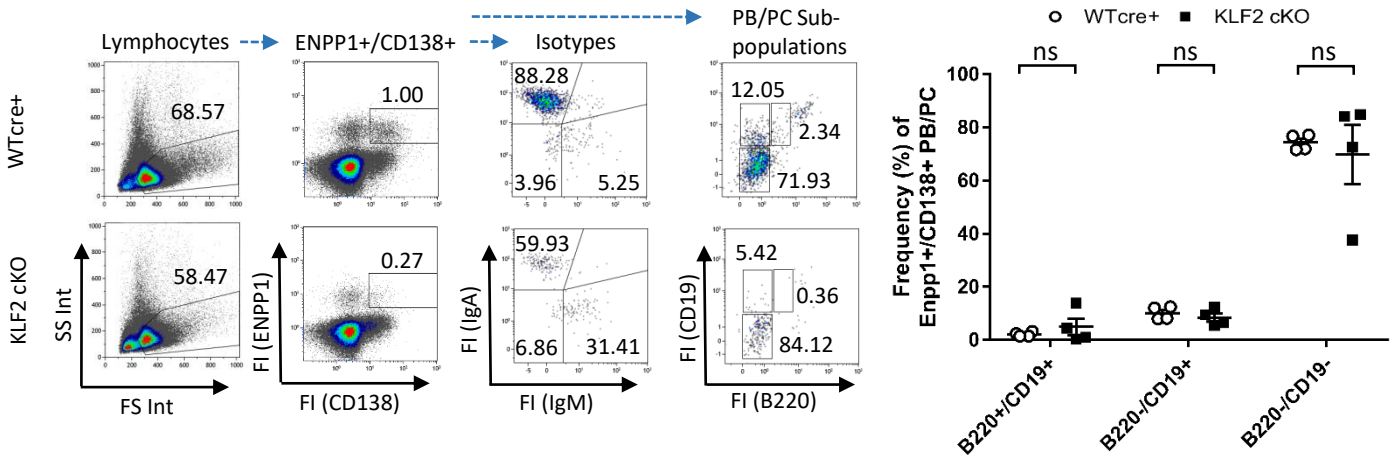 PB/PC Sub-
populations
Lymphocytes
ENPP1+/CD138+
Isotypes
WTcre+
68.57
1.00
88.28
3.96
5.25
12.05
2.34
71.93
KLF2 cKO
58.47
0.27
59.93
6.86
31.41
5.42
0.36
84.12
SS Int
FS Int
FI (ENPP1)
FI (CD138)
FI (IgA)
FI (IgM)
FI (CD19)
FI (B220)
WTcre+ KLF2 cKO
ns ns ns
Frequency (%) of
Enpp1+/CD138+ PB/PC
100
80
60
40
20
0
B220+/CD19+
B220-/CD19+
B220-/CD19-